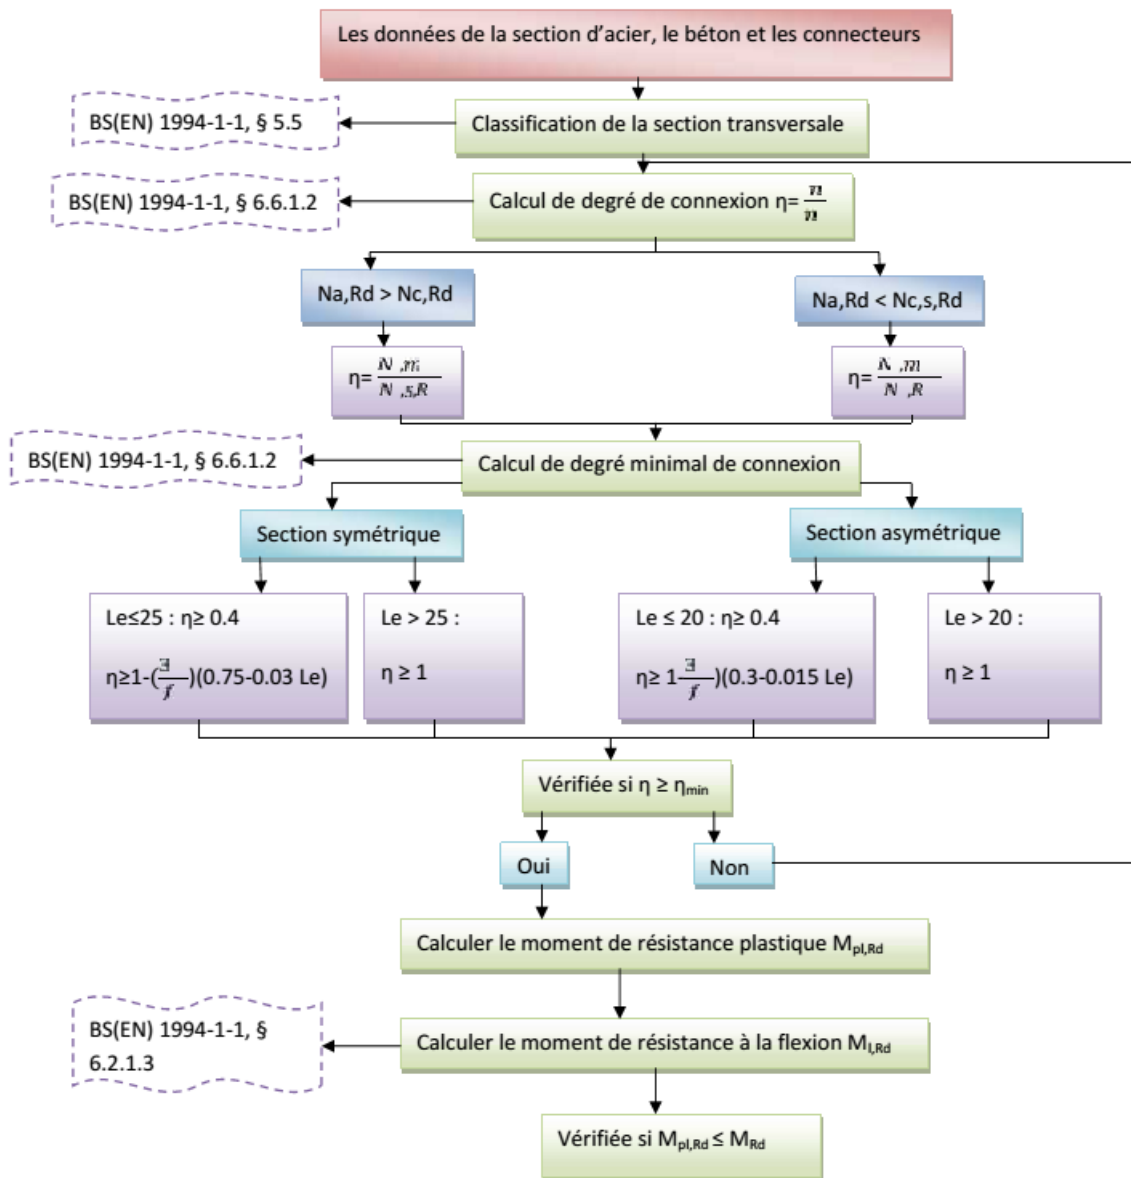 Les données de la section d'acier, le béton et les connecteurs
BS(EN) 1994-1-1, § 5.5
Classification de la section transversale
BS(EN) 1994-1-1, § 6.6.1.2
Calcul de degré de connexion η=
Na,Rd > Nc,Rd
Na,Rd < Nc,s,Rd
η=
η=
BS(EN) 1994-1-1, § 6.6.1.2
Calcul de degré minimal de connexion
Section symétrique
Section asymétrique
Le≤25 : η≥ 0.4
η≥1-( )(0.75-0.03 Le)
Le > 25 :
η ≥ 1
Le ≤ 20 : η≥ 0.4
η≥ 1- )(0.3-0.015 Le)
Le > 20 :
η ≥ 1
Vérifiée si η ≥ ηmin
Oui
Non
Calculer le moment de résistance plastique Mpl,Rd
BS(EN) 1994-1-1, §
6.2.1.3
Calculer le moment de résistance à la flexion Ml,Rd
Vérifiée si Mpl,Rd ≤ MRd